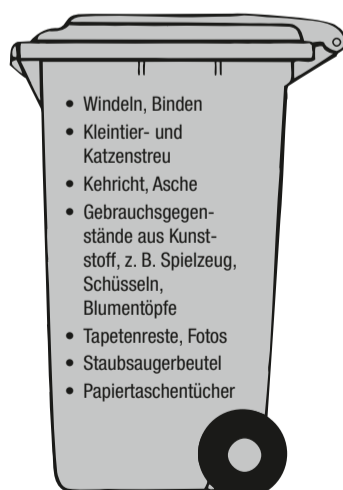 • Windeln, Binden
• Kleintier- und
Katzenstreu
• Kehricht, Asche
• Gebrauchsgegen-
stände aus Kunst-
stoff, z. B. Spielzeug,
Schüsseln,
Blumentöpfe
• Tapetenreste, Fotos
• Staubsaugerbeutel
• Papiertaschentücher